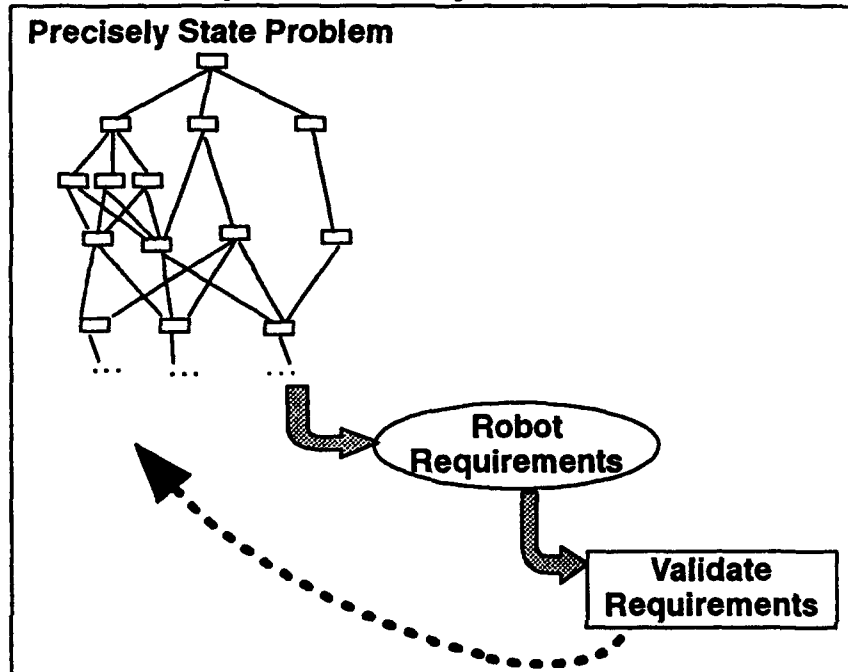 Precisely State Problem
... ... ...
Robot
Requirements
Validate
Requirements